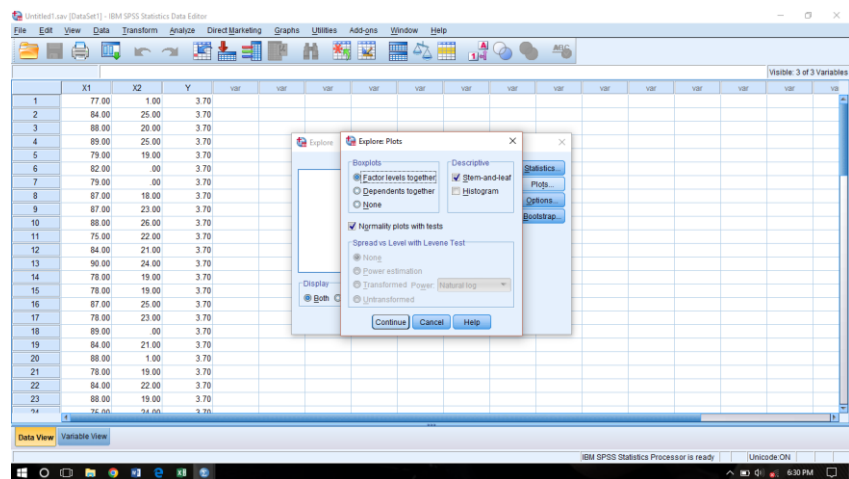 Untitled1.sav [DataSet1] - IBM SPSS Statistics Data Editor
File Edit View Data Transform Analyze Direct Marketing Graphs Utilities Add-ons Window Help
Visible: 3 of 3 Variables
X1 X2 Y var var var var var var var var var var va
1 77.00 1.00 3.70
2 84.00 25.00 3.70
3 88.00 20.00 3.70
4 89.00 25.00 3.70
5 79.00 19.00 3.70
6 82.00 .00 3.70
7 79.00 .00 3.70
8 87.00 18.00 3.70
9 87.00 23.00 3.70
10 88.00 26.00 3.70
11 75.00 22.00 3.70
12 84.00 21.00 3.70
13 90.00 24.00 3.70
14 78.00 19.00 3.70
15 78.00 19.00 3.70
16 87.00 25.00 3.70
17 78.00 23.00 3.70
18 89.00 .00 3.70
19 84.00 21.00 3.70
20 88.00 1.00 3.70
21 78.00 19.00 3.70
22 84.00 22.00 3.70
23 88.00 19.00 3.70
24 76.00 24.00 3.70
Explore
Display
Both
Statistics...
Plots...
Options...
Bootstrap...
Explore: Plots
Boxplots
Factor levels together
Dependents together
None
Descriptive
Stem-and-leaf
Histogram
Normality plots with tests
Spread vs Level with Levene Test
None
Power estimation
Transformed Power: Natural log
Untransformed
Continue Cancel Help
Data View Variable View
IBM SPSS Statistics Processor is ready Unicode:ON
6:30 PM